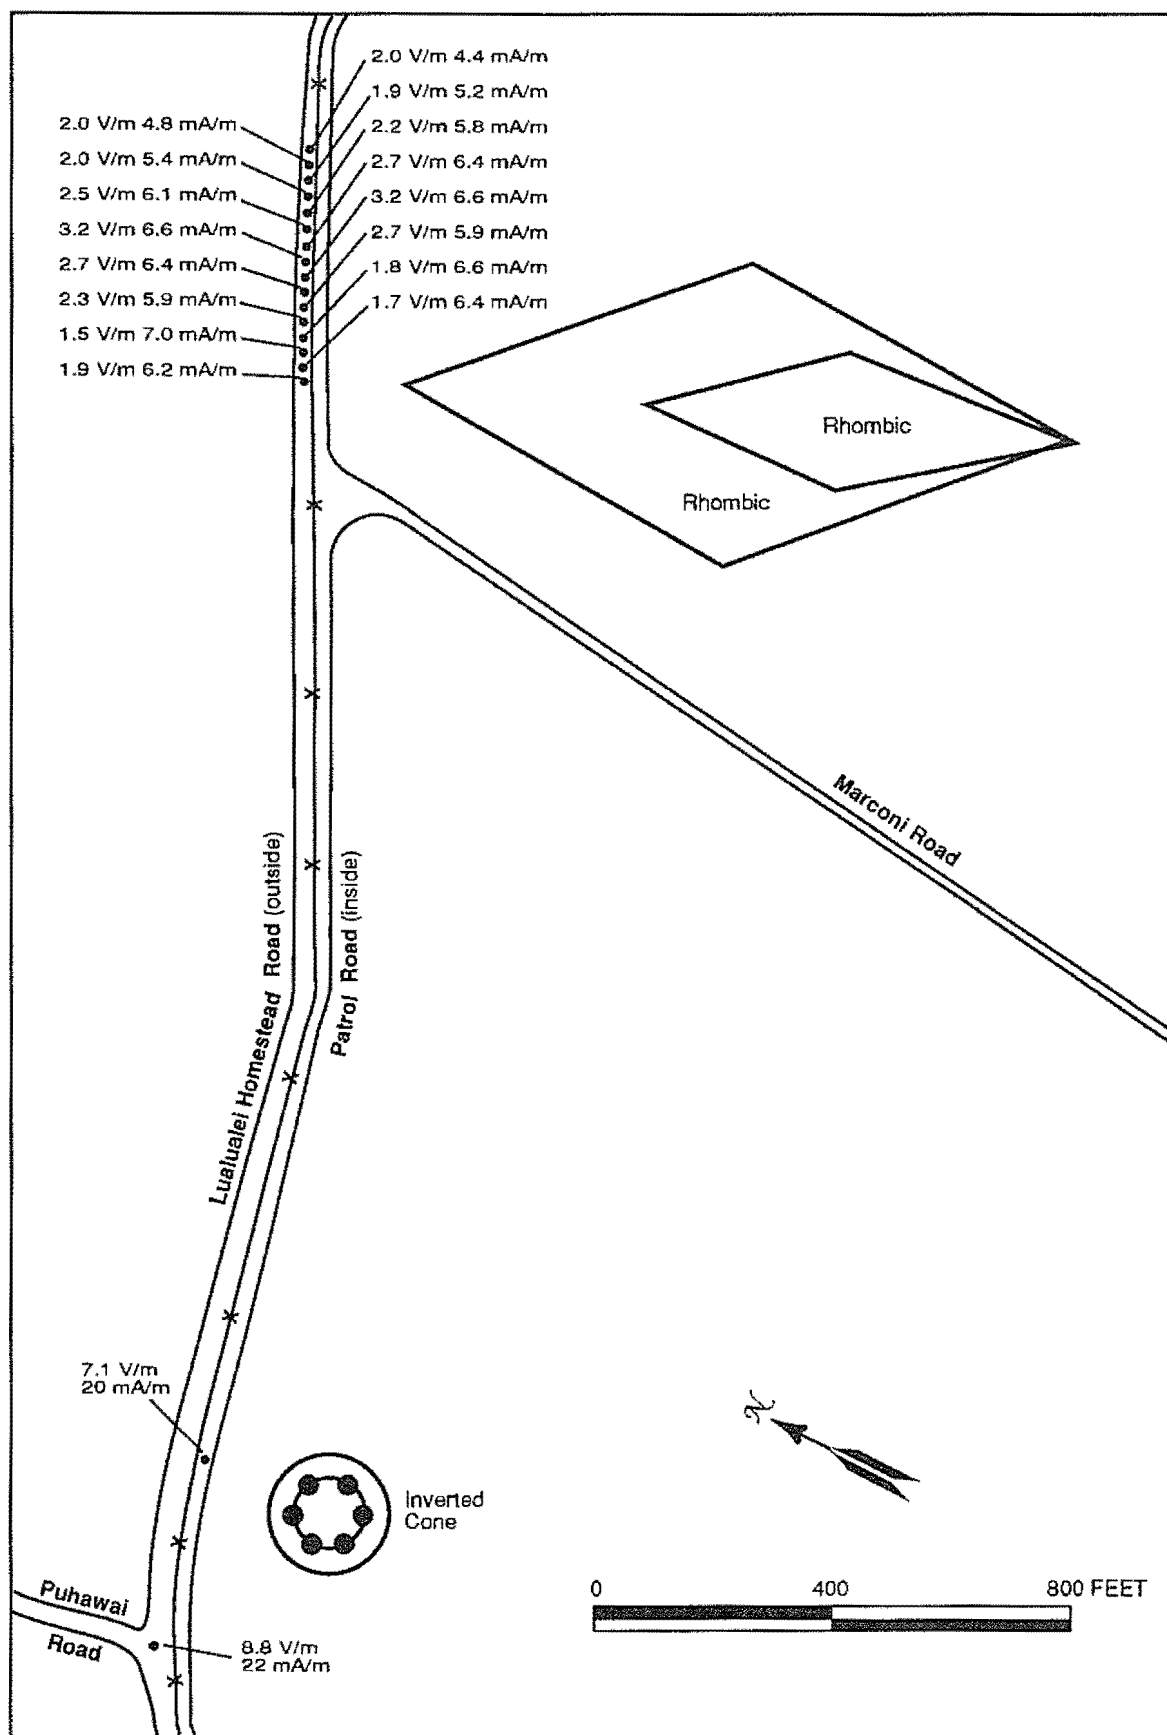 2.0 V/m 4.4 mA/m
1.9 V/m 5.2 mA/m
2.2 V/m 5.8 mA/m
2.7 V/m 6.4 mA/m
3.2 V/m 6.6 mA/m
2.7 V/m 5.9 mA/m
1.8 V/m 6.6 mA/m
1.7 V/m 6.4 mA/m
2.0 V/m 4.8 mA/m
2.0 V/m 5.4 mA/m
2.5 V/m 6.1 mA/m
3.2 V/m 6.6 mA/m
2.7 V/m 6.4 mA/m
2.3 V/m 5.9 mA/m
1.5 V/m 7.0 mA/m
1.9 V/m 6.2 mA/m
Rhombic
Rhombic
Marconi Road
Lualualei Homestead Road (outside)
Patrol Road (inside)
7.1 V/m
20 mA/m
N
Inverted
Cone
0 400 800 FEET
Puhawai
Road
8.8 V/m
22 mA/m